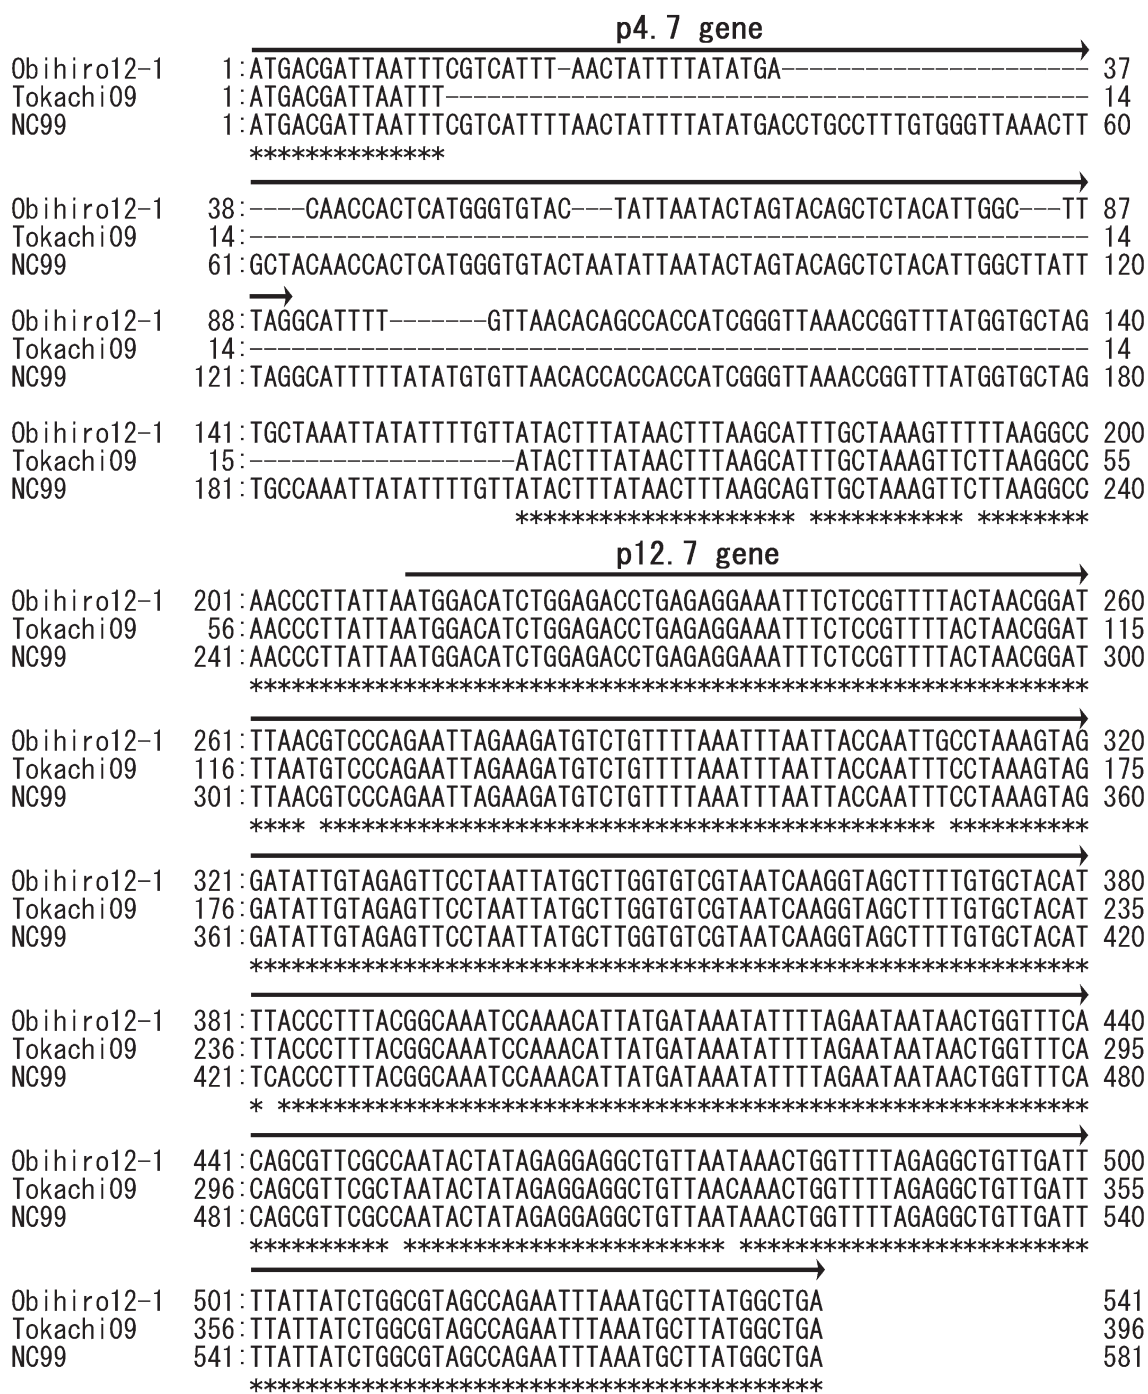 p4.7 gene
Obihiro12-1 1:ATGACGATTAATTTCGTCATTT-AACTATTTTATATGA---------------------- 37
Tokachi09 1:ATGACGATTAATTT---------------------------------------------- 14
NC99 1:ATGACGATTAATTTCGTCATTTTAACTATTTTATATGACCTGCCTTTGTGGGTTAAACTT 60
**************
Obihiro12-1 38:----CAACCACTCATGGGTGTAC---TATTAATACTAGTACAGCTCTACATTGGC---TT 87
Tokachi09 14:------------------------------------------------------------ 14
NC99 61:GCTACAACCACTCATGGGTGTACTAATATTAATACTAGTACAGCTCTACATTGGCTTATT 120
Obihiro12-1 88:TAGGCATTTT-------GTTAACACAGCCACCATCGGGTTAAACCGGTTTATGGTGCTAG 140
Tokachi09 14:------------------------------------------------------------ 14
NC99 121:TAGGCATTTTTATATGTGTTAACACCACCACCATCGGGTTAAACCGGTTTATGGTGCTAG 180
Obihiro12-1 141:TGCTAAATTATATTTTGTTATACTTTATAACTTTAAGCATTTGCTAAAGTTTTTAAGGCC 200
Tokachi09 15:-------------------ATACTTTATAACTTTAAGCATTTGCTAAAGTTCTTAAGGCC 55
NC99 181:TGCCAAATTATATTTTGTTATACTTTATAACTTTAAGCAGTTGCTAAAGTTCTTAAGGCC 240
******************** *********** ********
p12.7 gene
Obihiro12-1 201:AACCCTTATTAATGGACATCTGGAGACCTGAGAGGAAATTTCTCCGTTTTACTAACGGAT 260
Tokachi09 56:AACCCTTATTAATGGACATCTGGAGACCTGAGAGGAAATTTCTCCGTTTTACTAACGGAT 115
NC99 241:AACCCTTATTAATGGACATCTGGAGACCTGAGAGGAAATTTCTCCGTTTTACTAACGGAT 300
************************************************************
Obihiro12-1 261:TTAACGTCCCAGAATTAGAAGATGTCTGTTTTAAATTTAATTACCAATTGCCTAAAGTAG 320
Tokachi09 116:TTAATGTCCCAGAATTAGAAGATGTCTGTTTTAAATTTAATTACCAATTTCCTAAAGTAG 175
NC99 301:TTAACGTCCCAGAATTAGAAGATGTCTGTTTTAAATTTAATTACCAATTTCCTAAAGTAG 360
**** ******************************************** **********
Obihiro12-1 321:GATATTGTAGAGTTCCTAATTATGCTTGGTGTCGTAATCAAGGTAGCTTTTGTGCTACAT 380
Tokachi09 176:GATATTGTAGAGTTCCTAATTATGCTTGGTGTCGTAATCAAGGTAGCTTTTGTGCTACAT 235
NC99 361:GATATTGTAGAGTTCCTAATTATGCTTGGTGTCGTAATCAAGGTAGCTTTTGTGCTACAT 420
************************************************************
Obihiro12-1 381:TTACCCTTTACGGCAAATCCAAACATTATGATAAATATTTTAGAATAATAACTGGTTTCA 440
Tokachi09 236:TTACCCTTTACGGCAAATCCAAACATTATGATAAATATTTTAGAATAATAACTGGTTTCA 295
NC99 421:TCACCCTTTACGGCAAATCCAAACATTATGATAAATATTTTAGAATAATAACTGGTTTCA 480
* **********************************************************
Obihiro12-1 441:CAGCGTTCGCCAATACTATAGAGGAGGCTGTTAATAAACTGGTTTTAGAGGCTGTTGATT 500
Tokachi09 296:CAGCGTTCGCTAATACTATAGAGGAGGCTGTTAACAAACTGGTTTTAGAGGCTGTTGATT 355
NC99 481:CAGCGTTCGCCAATACTATAGAGGAGGCTGTTAATAAACTGGTTTTAGAGGCTGTTGATT 540
********** *********************** *************************
Obihiro12-1 501:TTATTATCTGGCGTAGCCAGAATTTAAATGCTTATGGCTGA 541
Tokachi09 356:TTATTATCTGGCGTAGCCAGAATTTAAATGCTTATGGCTGA 396
NC99 541:TTATTATCTGGCGTAGCCAGAATTTAAATGCTTATGGCTGA 581
*****************************************